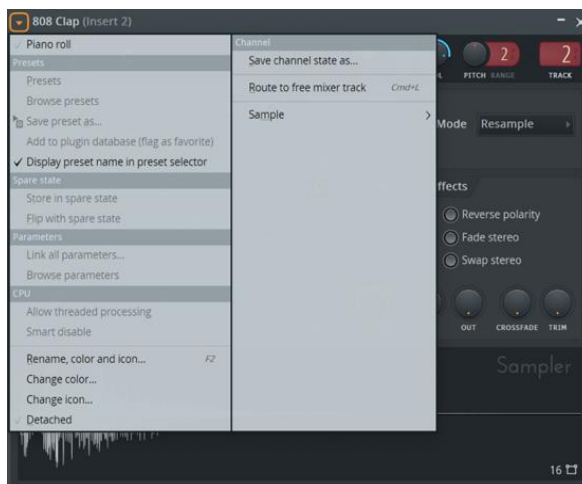 808 Clap (Insert 2)
Piano roll
Presets
Presets
Browse presets
Save preset as...
Add to plugin database (flag as favorite)
Display preset name in preset selector
Spare state
Store in spare state
Flip with spare state
Parameters
Link all parameters...
Browse parameters
CPU
Allow threaded processing
Smart disable
Rename, color and icon... F2
Change color...
Change icon...
Detached
Channel
Save channel state as...
Route to free mixer track Cmd+L
Sample
2
2
PITCH RANGE
TRACK
Mode Resample
ffects
Reverse polarity
Fade stereo
Swap stereo
OUT CROSSFADE TRIM
Sampler
16